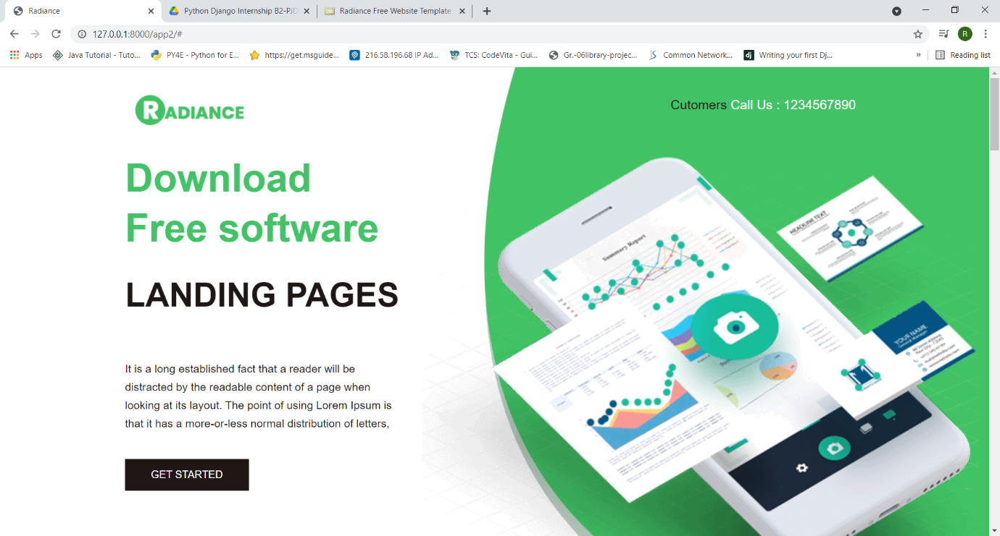 Radiance
Python Django Internship B2-PJD
Radiance Free Website Template
127.0.0.1:8000/app2/#
R
Apps
Java Tutorial - Tuto...
PY4E - Python for E...
https://get.msguide...
216.58.196.68 IP Ad...
TCS: CodeVita - Gui...
Gr.-06library-projec...
Common Network...
dj
Writing your first Dj...
»
Reading list
RADIANCE
Cutomers Call Us : 1234567890
Download
Free software
LANDING PAGES
It is a long established fact that a reader will be
distracted by the readable content of a page when
looking at its layout. The point of using Lorem Ipsum is
that it has a more-or-less normal distribution of letters,
GET STARTED
Summary Report
HEADLINE TEXT
YOUR NAME
General Manager